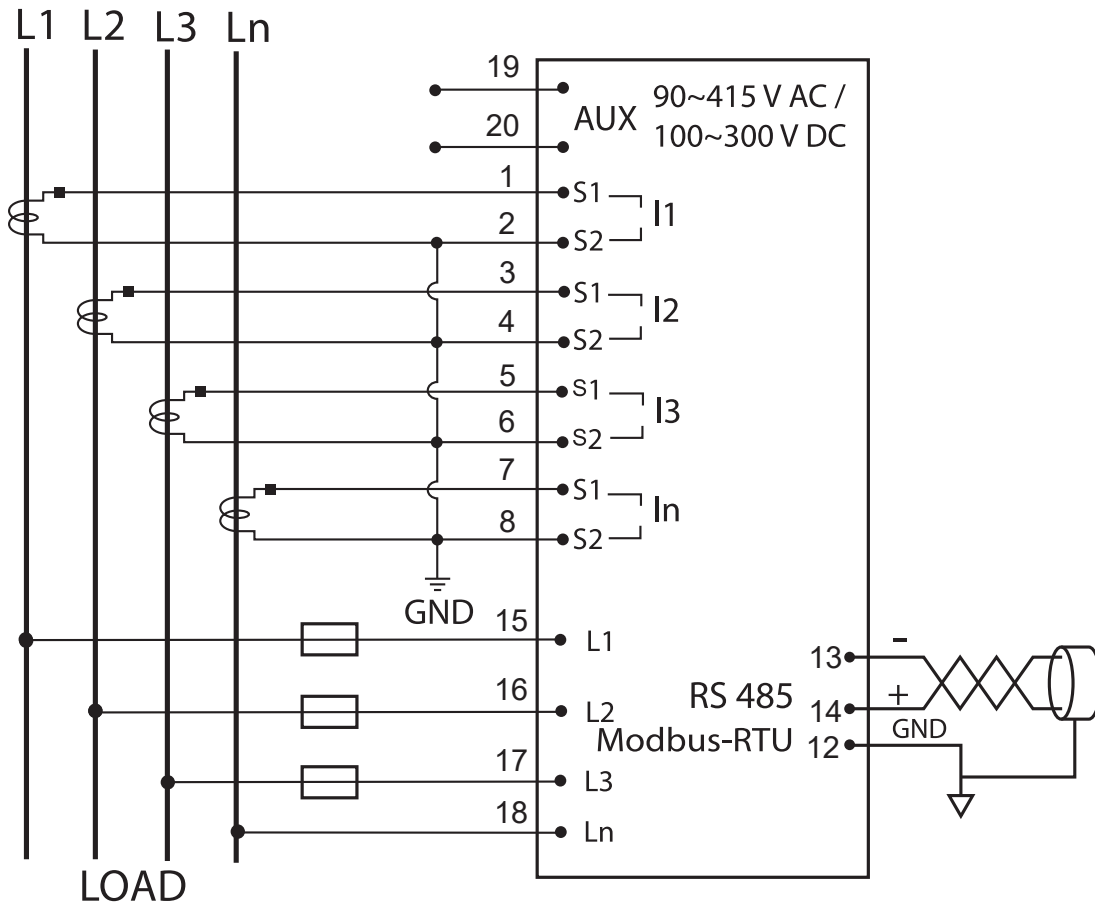 L1 L2 L3 Ln
19
AUX
90~415 V AC /
100~300 V DC
20
1
S1
I1
2
S2
3
S1
I2
4
S2
5
S1
I3
6
S2
7
S1
In
8
S2
GND
15
L1
16
L2
17
L3
18
Ln
RS 485
Modbus-RTU
13
-
14
+
12
GND
LOAD